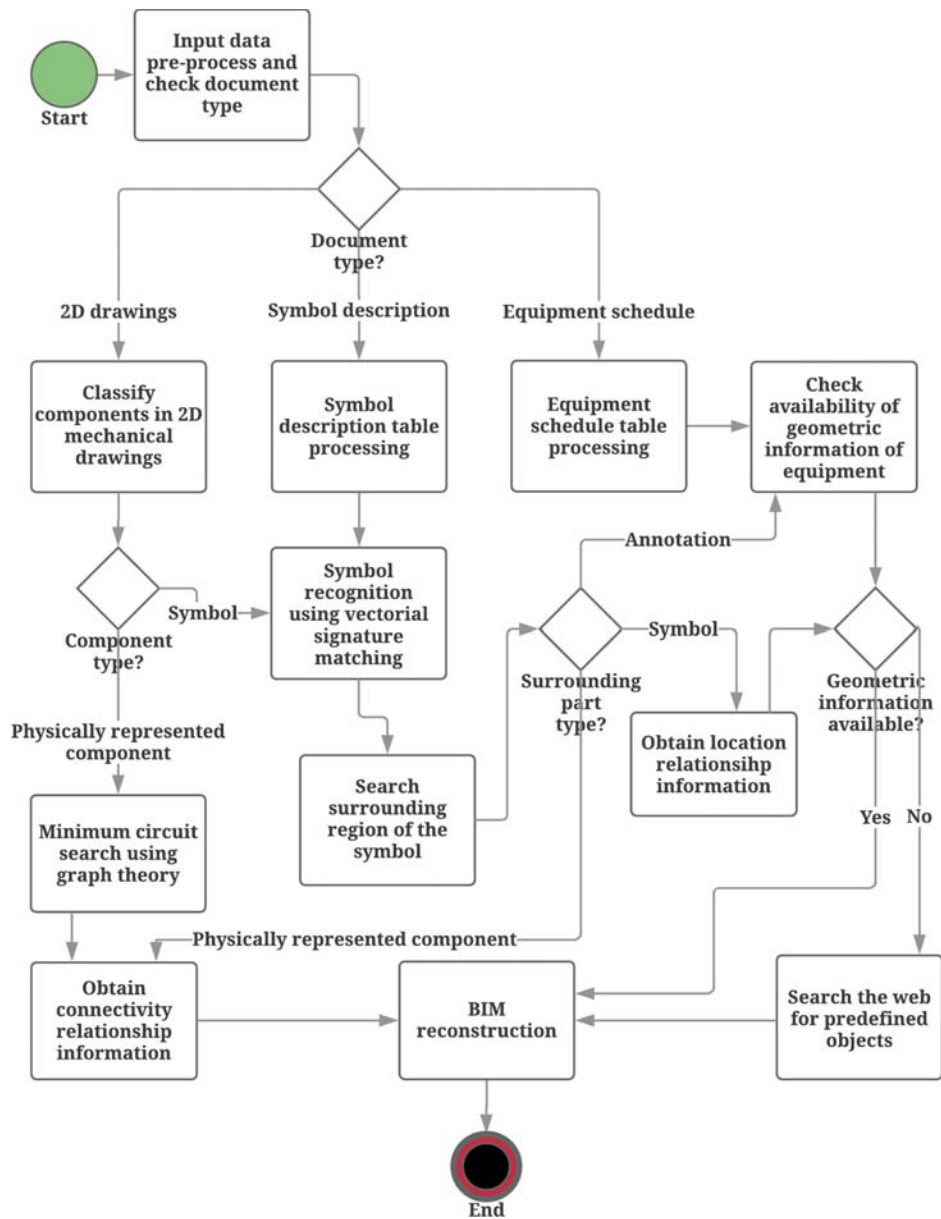 Input data
pre-process and
check document
type
Start
Document
type?
2D drawings
Symbol description
Equipment schedule
Classify
components in 2D
mechanical
drawings
Symbol
description table
processing
Equipment
schedule table
processing
Check
availability of
geometric
information of
equipment
Annotation
Symbol
recognition
using vectorial
signature
matching
Symbol
Component
type?
Symbol
Surrounding
part
type?
Geometric
information
available?
Physically represented
component
Obtain location
relationsihp
information
Search
surrounding
region of the
symbol
Yes
No
Minimum circuit
search using
graph theory
Physically represented component
Obtain
connectivity
relationship
information
BIM
reconstruction
Search the web
for predefined
objects
End